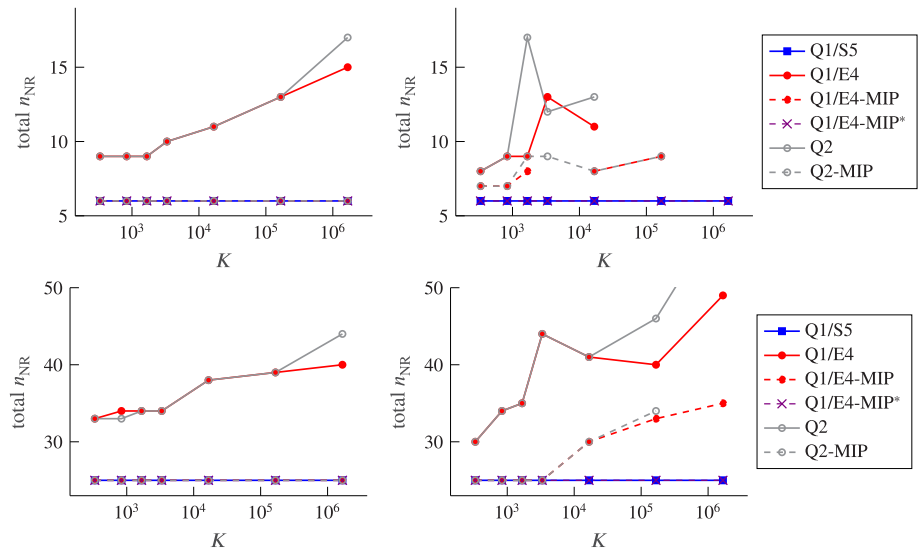 total n_NR
15
10
5
10^3
10^4
10^5
10^6
K
total n_NR
15
10
5
10^3
10^4
10^5
10^6
K
Q1/S5
Q1/E4
Q1/E4-MIP
Q1/E4-MIP*
Q2
Q2-MIP
total n_NR
50
40
30
10^3
10^4
10^5
10^6
K
total n_NR
50
40
30
10^3
10^4
10^5
10^6
K
Q1/S5
Q1/E4
Q1/E4-MIP
Q1/E4-MIP*
Q2
Q2-MIP